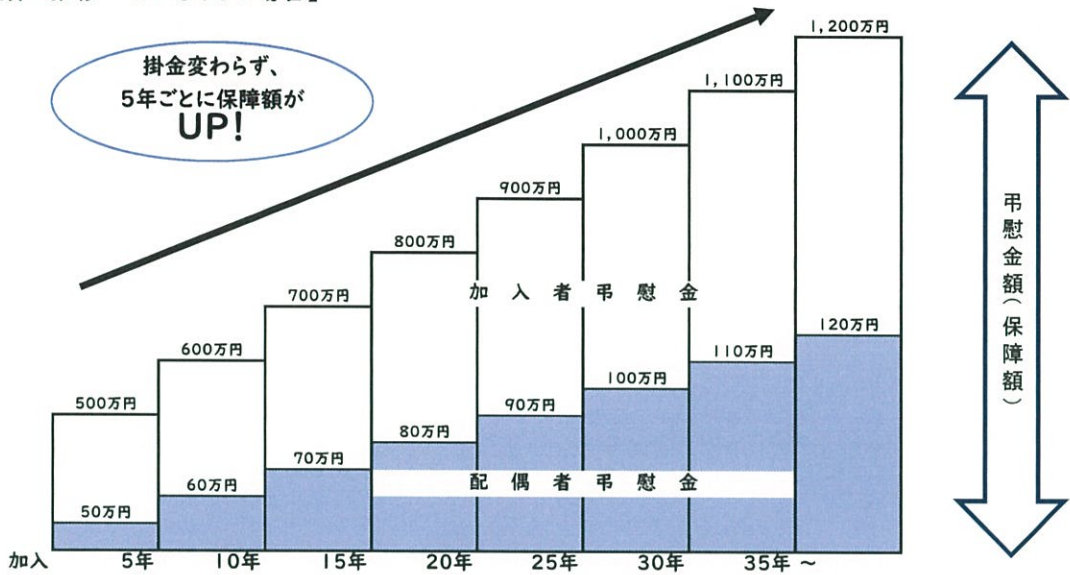 掛金変わらず、
5年ごとに保障額が
UP!
1,200万円
1,100万円
1,000万円
900万円
800万円
700万円
600万円
500万円
加入者弔慰金
120万円
110万円
100万円
90万円
80万円
70万円
60万円
50万円
配偶者弔慰金
弔慰金額(保障額)
加入 5年 10年 15年 20年 25年 30年 35年～